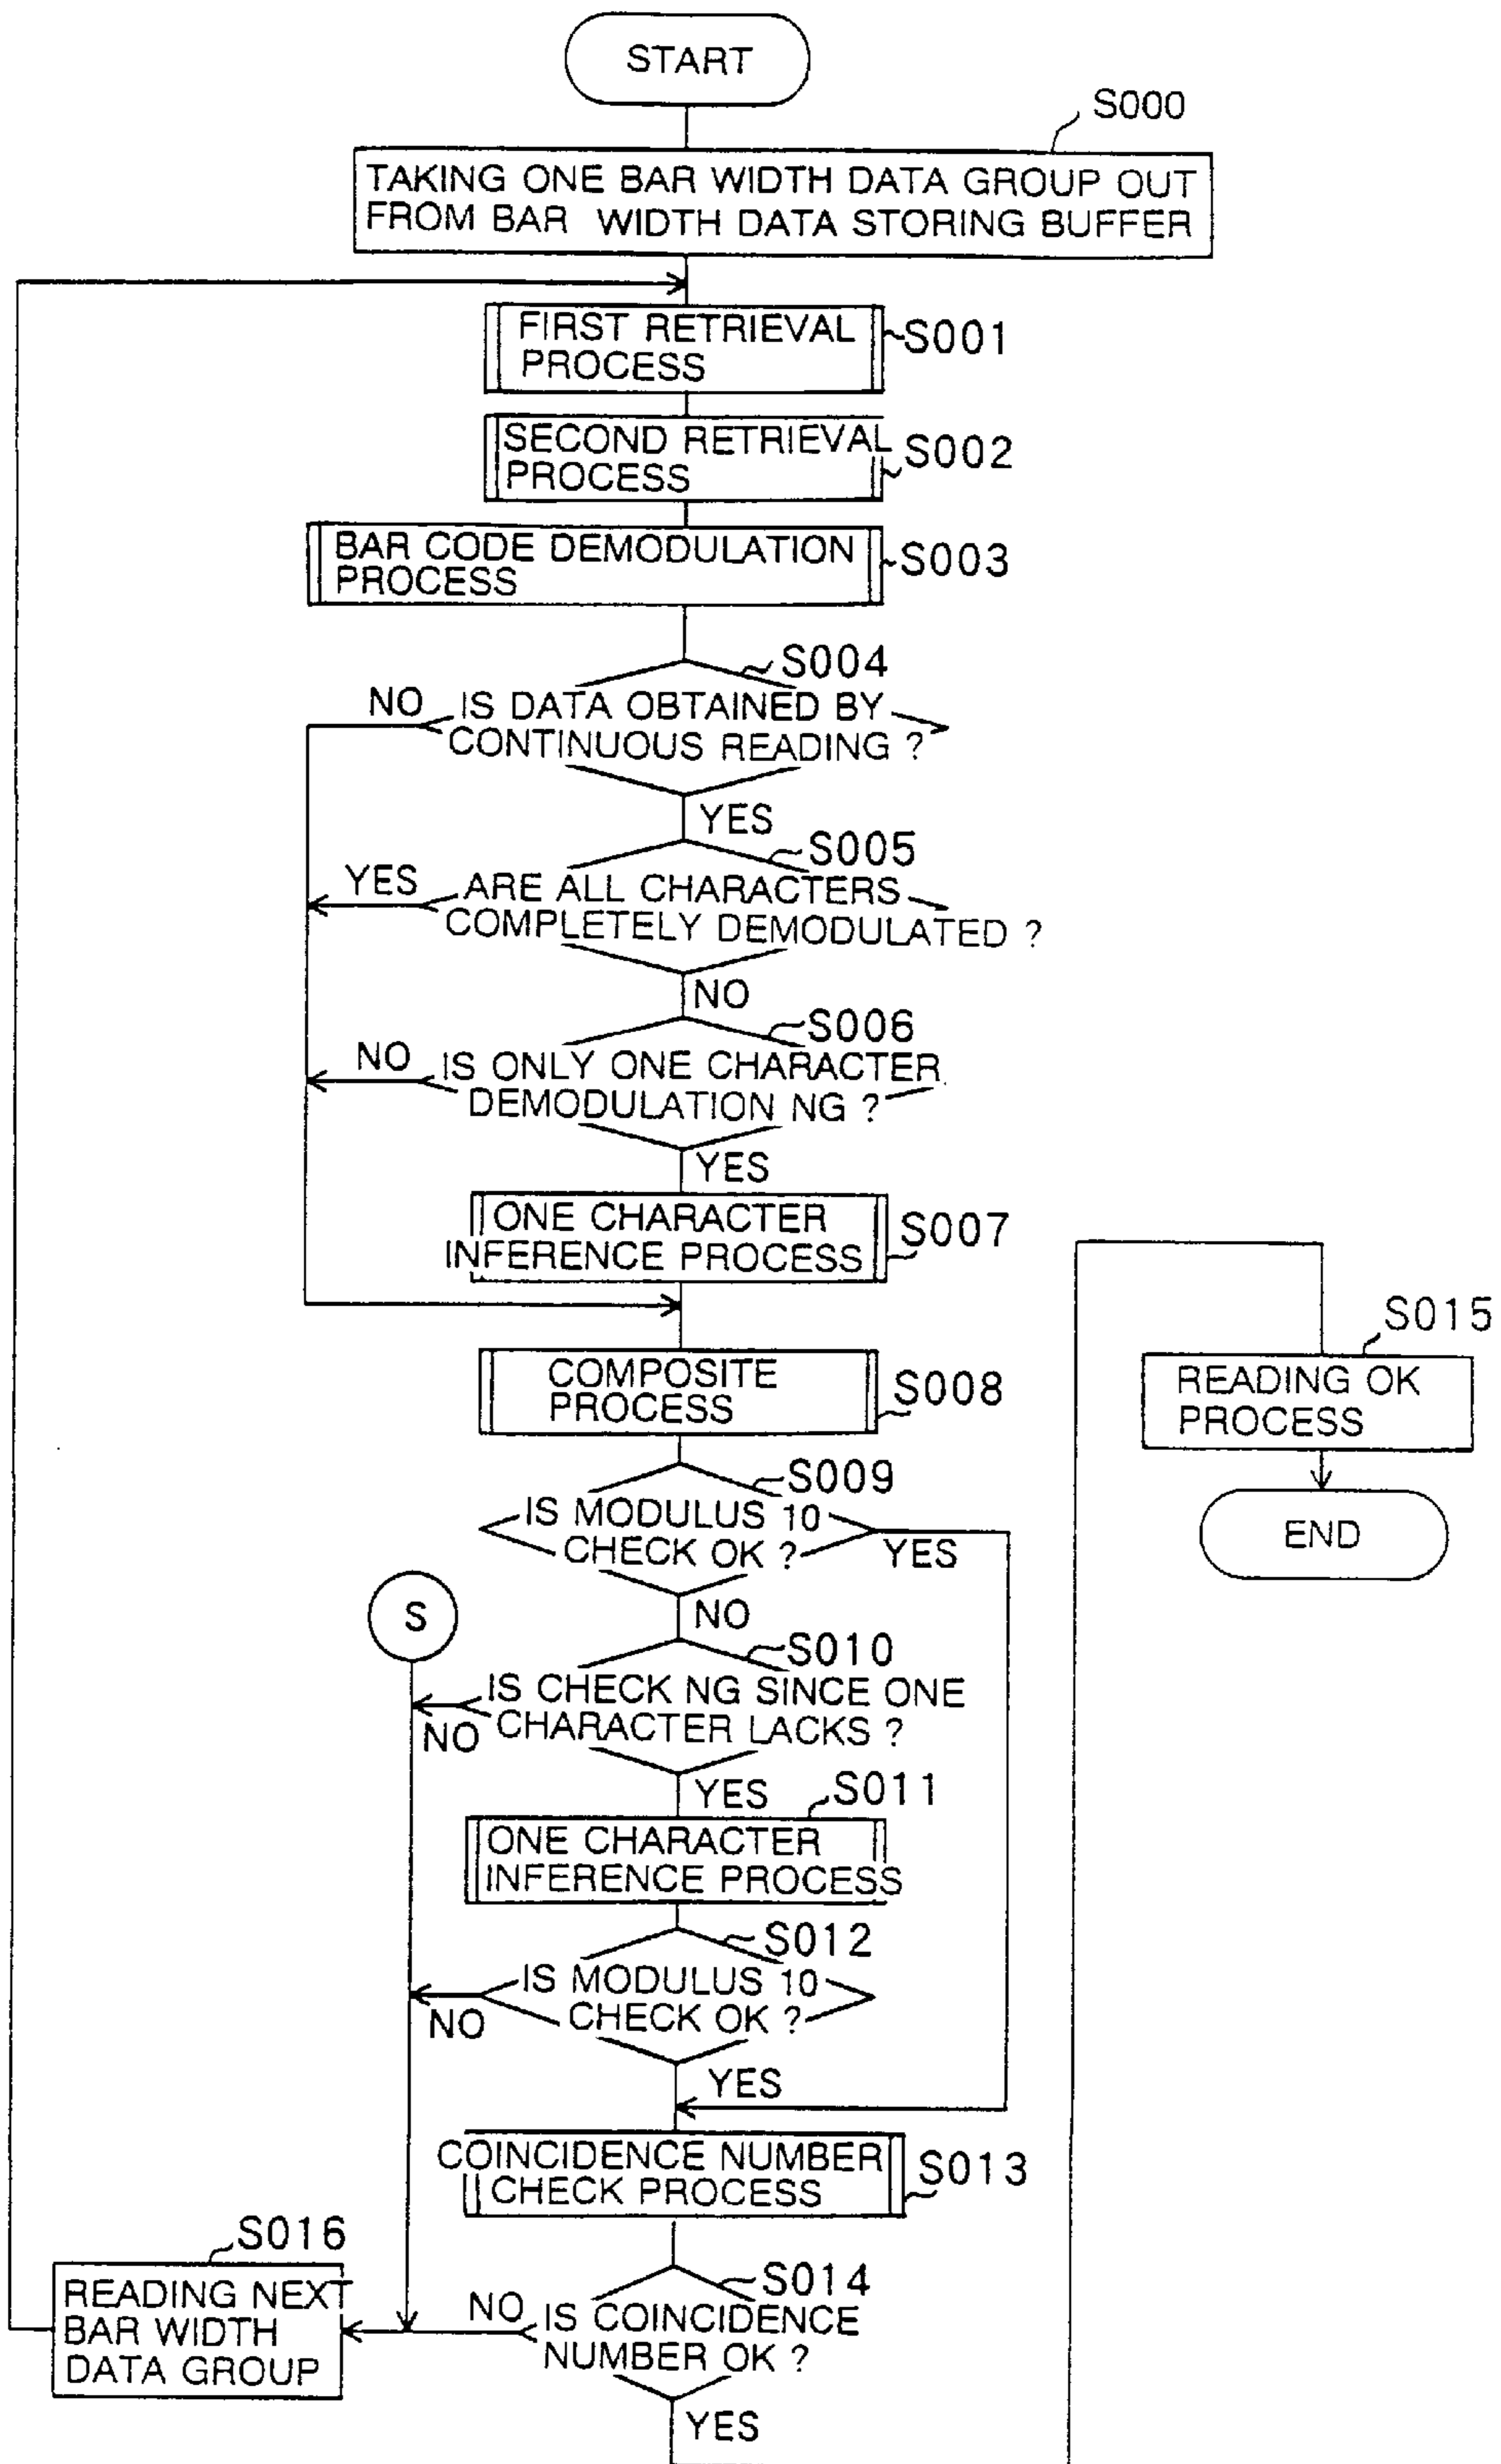 START
S000
TAKING ONE BAR WIDTH DATA GROUP OUT
FROM BAR WIDTH DATA STORING BUFFER
FIRST RETRIEVAL
PROCESS
S001
SECOND RETRIEVAL
PROCESS
S002
BAR CODE DEMODULATION
PROCESS
S003
S004
NO
IS DATA OBTAINED BY
CONTINUOUS READING ?
YES
S005
YES
ARE ALL CHARACTERS
COMPLETELY DEMODULATED ?
NO
S006
NO
IS ONLY ONE CHARACTER
DEMODULATION NG ?
YES
ONE CHARACTER
INFERENCE PROCESS
S007
COMPOSITE
PROCESS
S008
S009
IS MODULUS 10
CHECK OK ?
YES
NO
S
S010
IS CHECK NG SINCE ONE
CHARACTER LACKS ?
NO
YES
S011
ONE CHARACTER
INFERENCE PROCESS
S012
IS MODULUS 10
CHECK OK ?
NO
YES
COINCIDENCE NUMBER
CHECK PROCESS
S013
S014
NO
IS COINCIDENCE
NUMBER OK ?
YES
S016
READING NEXT
BAR WIDTH
DATA GROUP
S015
READING OK
PROCESS
END